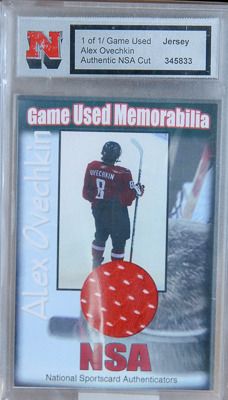 N
1 of 1/ Game Used Jersey
Alex Ovechkin
Authentic NSA Cut 345833
Game Used Memorabilia
Alex Ovechkin
OVECHKIN
8
NSA
National Sportscard Authenticators